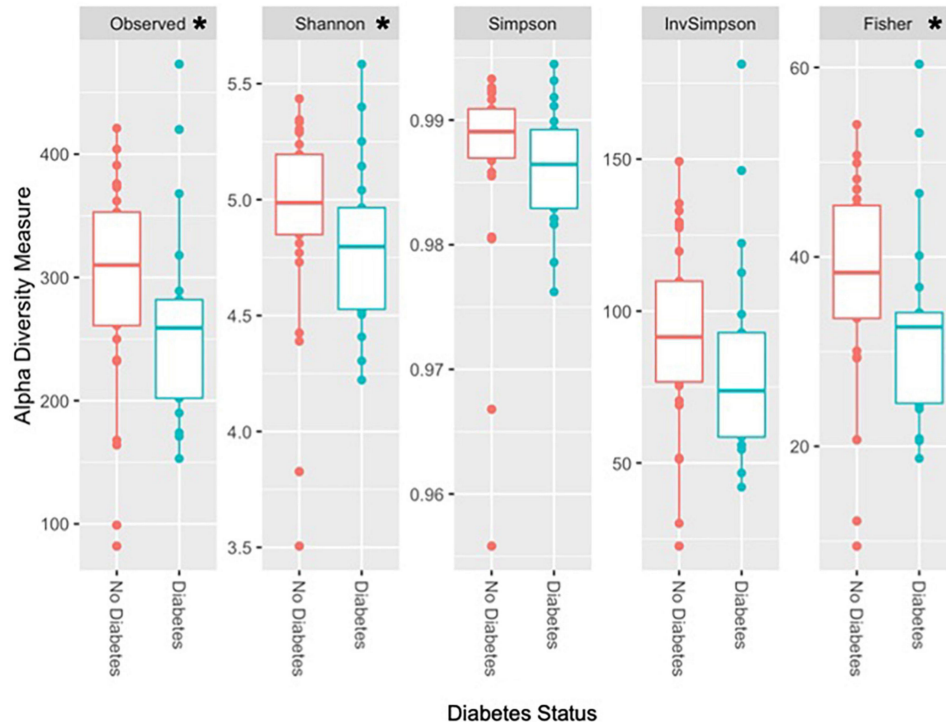 Observed *
Shannon *
Simpson
InvSimpson
Fisher *
Alpha Diversity Measure
400
300
200
100
5.5
5.0
4.5
4.0
3.5
0.99
0.98
0.97
0.96
150
100
50
60
40
20
No Diabetes
Diabetes
No Diabetes
Diabetes
No Diabetes
Diabetes
No Diabetes
Diabetes
No Diabetes
Diabetes
Diabetes Status